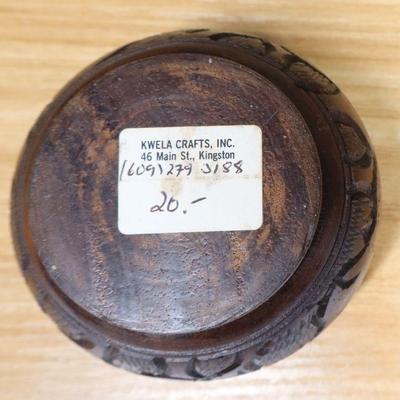 KWELA CRAFTS, INC.
46 Main St., Kingston
(609) 279 3188
20.-